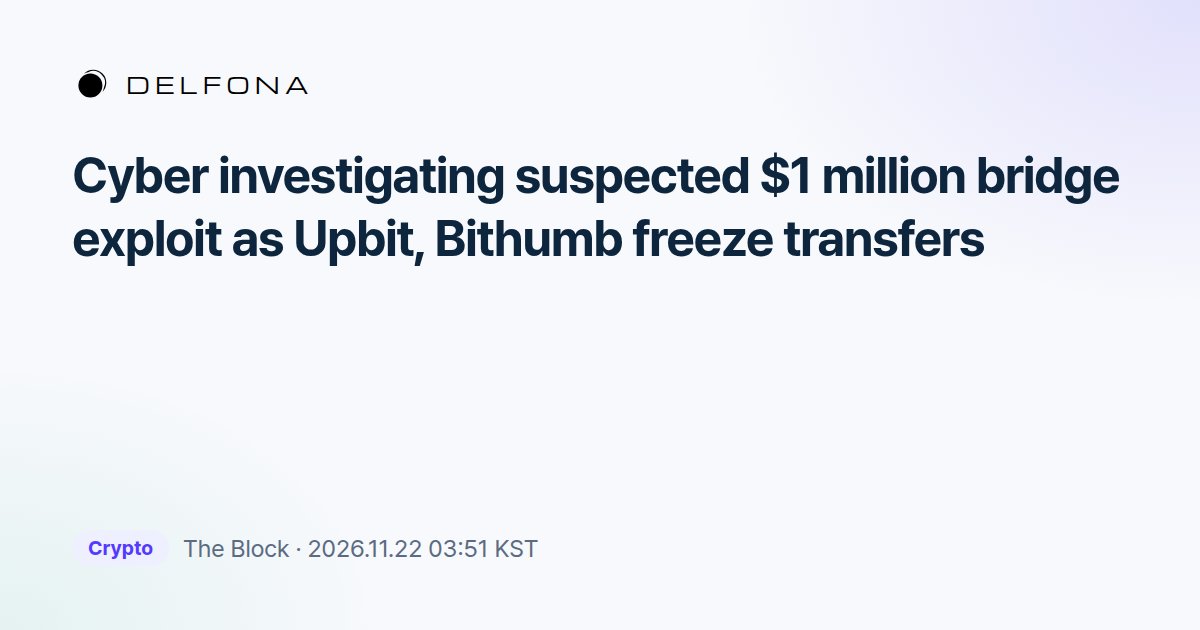 DELFONA
Cyber investigating suspected $1 million bridge
exploit as Upbit, Bithumb freeze transfers
Crypto The Block · 2026.11.22 03:51 KST